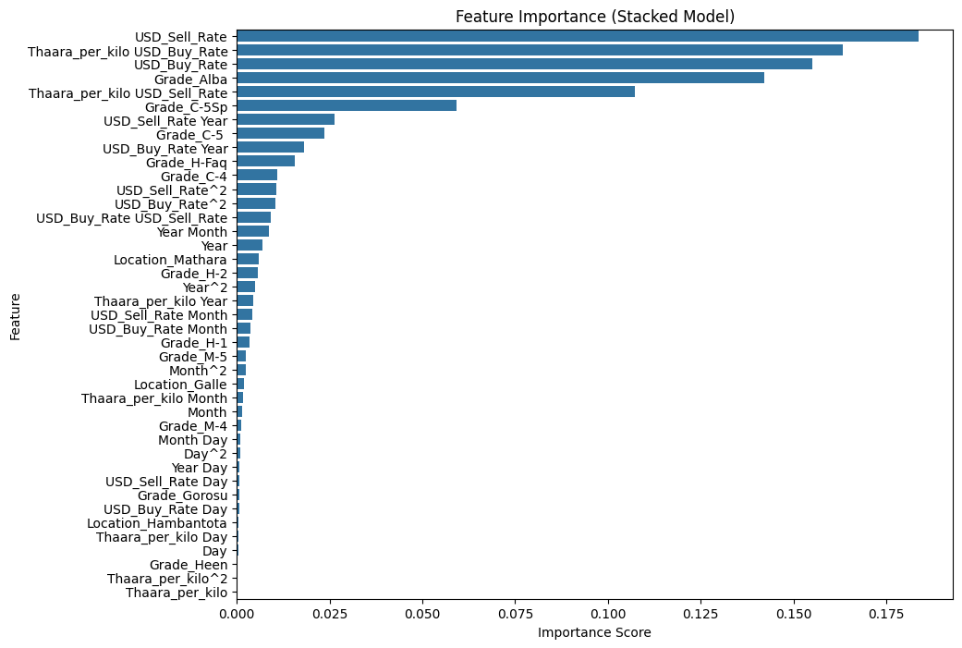 Feature Importance (Stacked Model)
USD_Sell_Rate
Thaara_per_kilo USD_Buy_Rate
USD_Buy_Rate
Grade_Alba
Thaara_per_kilo USD_Sell_Rate
Grade_C-5Sp
USD_Sell_Rate Year
Grade_C-5
USD_Buy_Rate Year
Grade_H-Faq
Grade_C-4
USD_Sell_Rate^2
USD_Buy_Rate^2
USD_Buy_Rate USD_Sell_Rate
Year Month
Year
Location_Mathara
Grade_H-2
Year^2
Thaara_per_kilo Year
USD_Sell_Rate Month
USD_Buy_Rate Month
Grade_H-1
Grade_M-5
Month^2
Location_Galle
Thaara_per_kilo Month
Month
Grade_M-4
Month Day
Day^2
Year Day
USD_Sell_Rate Day
Grade_Gorosu
USD_Buy_Rate Day
Location_Hambantota
Thaara_per_kilo Day
Day
Grade_Heen
Thaara_per_kilo^2
Thaara_per_kilo
Feature
0.000 0.025 0.050 0.075 0.100 0.125 0.150 0.175
Importance Score